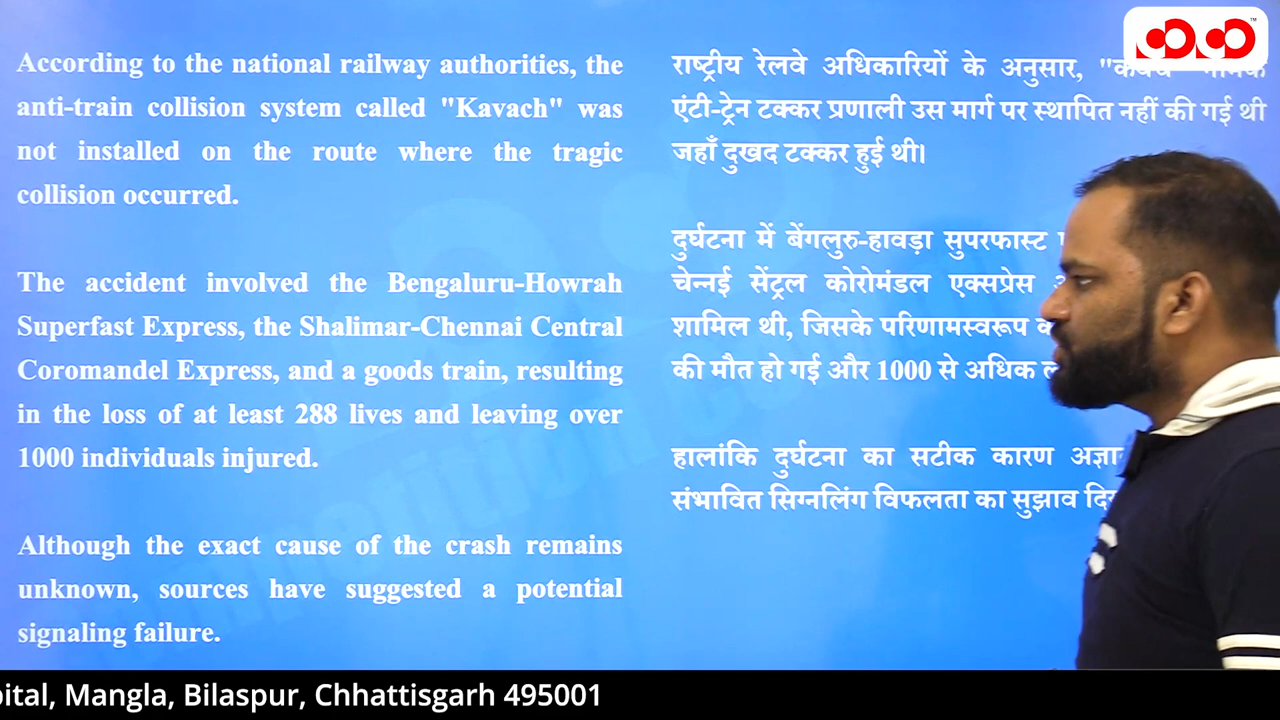 According to the national railway authorities, the
anti-train collision system called "Kavach" was
not installed on the route where the tragic
collision occurred.
The accident involved the Bengaluru-Howrah
Superfast Express, the Shalimar-Chennai Central
Coromandel Express, and a goods train, resulting
in the loss of at least 288 lives and leaving over
1000 individuals injured.
Although the exact cause of the crash remains
unknown, sources have suggested a potential
signaling failure.
राष्ट्रीय रेलवे अधिकारियों के अनुसार,
एंटी-ट्रेन टक्कर प्रणाली उस मार्ग पर स्थापित नहीं की गई थी
जहाँ दुखद टक्कर हुई थी।
दुर्घटना में बेंगलुरु-हावड़ा सुपरफास्ट
चेन्नई सेंट्रल कोरोमंडल एक्सप्रेस
शामिल थी, जिसके परिणामस्वरूप
की मौत हो गई और 1000 से अधिक
हालांकि दुर्घटना का सटीक कारण
संभावित सिग्नलिंग विफलता का सुझाव
Mangla, Bilaspur, Chhattisgarh 495001